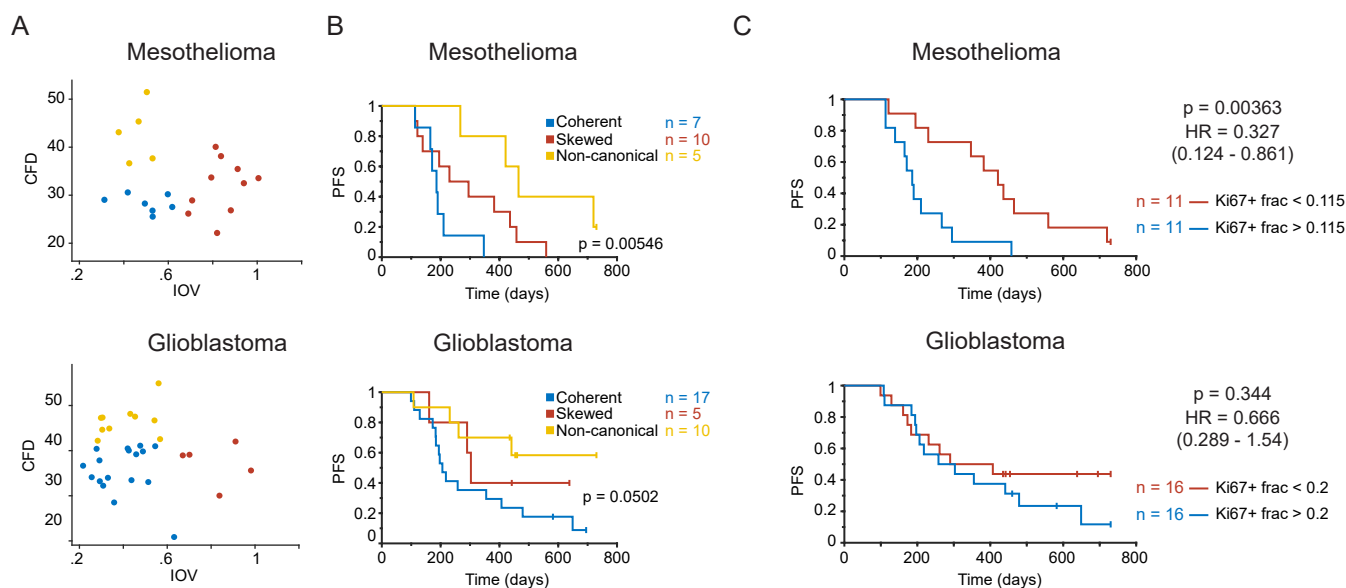 A
B
C
Mesothelioma
50
40
30
20
CFD
.2
.6
1
IOV
Mesothelioma
1
0.8
0.6
0.4
0.2
0
PFS
Coherent n = 7
Skewed n = 10
Non-canonical n = 5
p = 0.00546
0 200 400 600 800
Time (days)
Mesothelioma
1
0.8
0.6
0.4
0.2
0
PFS
0 200 400 600 800
Time (days)
p = 0.00363
HR = 0.327
(0.124 - 0.861)
n = 11 — Ki67+ frac < 0.115
n = 11 — Ki67+ frac > 0.115
Glioblastoma
50
40
30
20
CFD
.2
.6
1
IOV
Glioblastoma
1
0.8
0.6
0.4
0.2
0
PFS
Coherent n = 17
Skewed n = 5
Non-canonical n = 10
p = 0.0502
0 200 400 600 800
Time (days)
Glioblastoma
1
0.8
0.6
0.4
0.2
0
PFS
0 200 400 600 800
Time (days)
p = 0.344
HR = 0.666
(0.289 - 1.54)
n = 16 — Ki67+ frac < 0.2
n = 16 — Ki67+ frac > 0.2